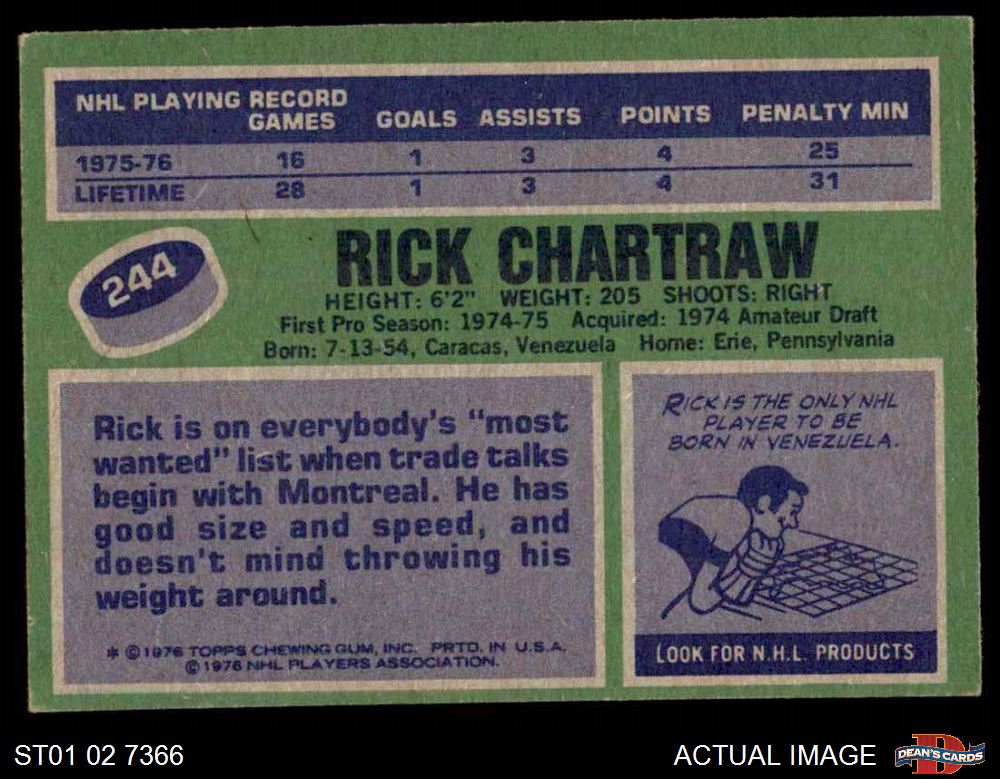 NHL PLAYING RECORD
GAMES GOALS ASSISTS POINTS PENALTY MIN
1975-76 16 1 3 4 25
LIFETIME 28 1 3 4 31
244
RICK CHARTRAW
HEIGHT: 6'2" WEIGHT: 205 SHOOTS: RIGHT
First Pro Season: 1974-75 Acquired: 1974 Amateur Draft
Born: 7-13-54, Caracas, Venezuela Home: Erie, Pennsylvania
Rick is on everybody's "most
wanted" list when trade talks
begin with Montreal. He has
good size and speed, and
doesn't mind throwing his
weight around.
* © 1976 TOPPS CHEWING GUM, INC. PRTD. IN U.S.A.
© 1976 NHL PLAYERS ASSOCIATION.
RICK IS THE ONLY NHL
PLAYER TO BE
BORN IN VENEZUELA.
LOOK FOR N.H.L. PRODUCTS
ST01 02 7366
ACTUAL IMAGE
DEAN'S CARDS